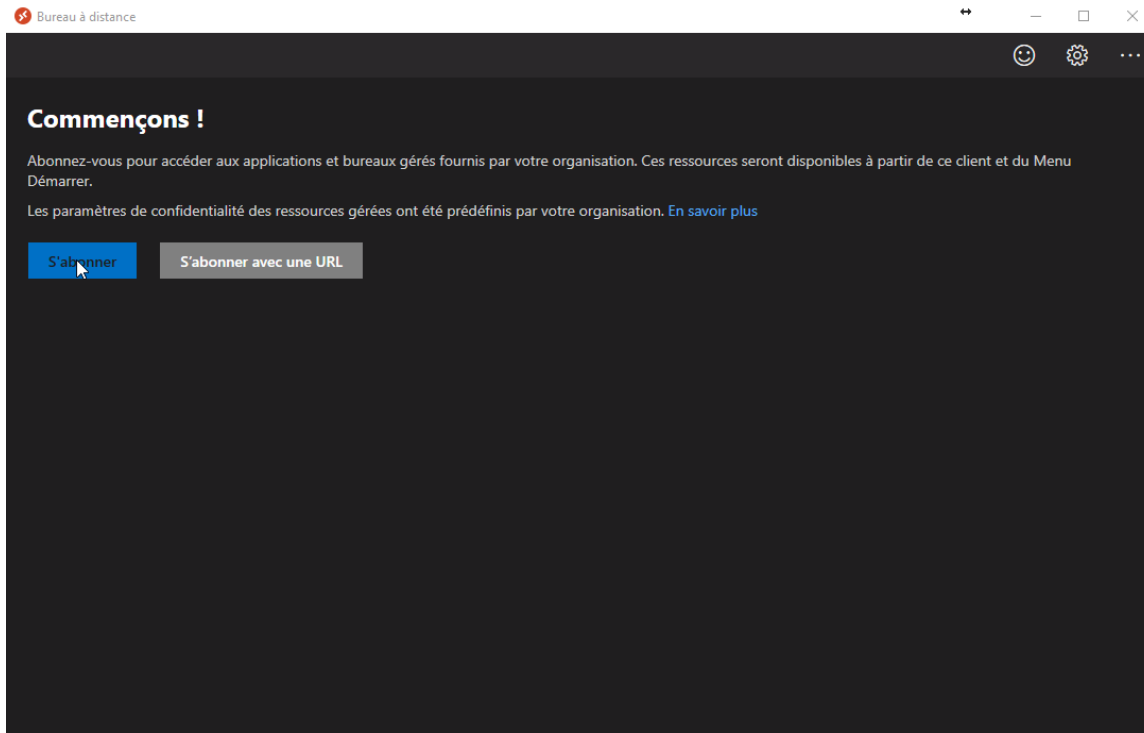 Bureau à distance
Commençons !
Abonnez-vous pour accéder aux applications et bureaux gérés fournis par votre organisation. Ces ressources seront disponibles à partir de ce client et du Menu
Démarrer.
Les paramètres de confidentialité des ressources gérées ont été prédéfinis par votre organisation. En savoir plus
S'abonner
S'abonner avec une URL